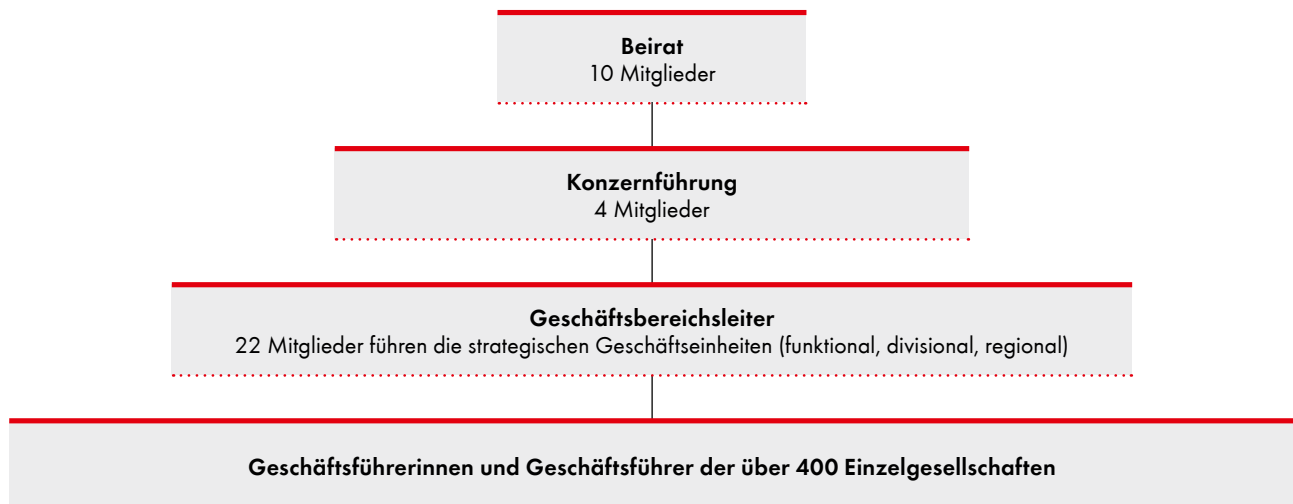 Beirat
10 Mitglieder
Konzernführung
4 Mitglieder
Geschäftsbereichsleiter
22 Mitglieder führen die strategischen Geschäftseinheiten (funktional, divisional, regional)
Geschäftsführerinnen und Geschäftsführer der über 400 Einzelgesellschaften